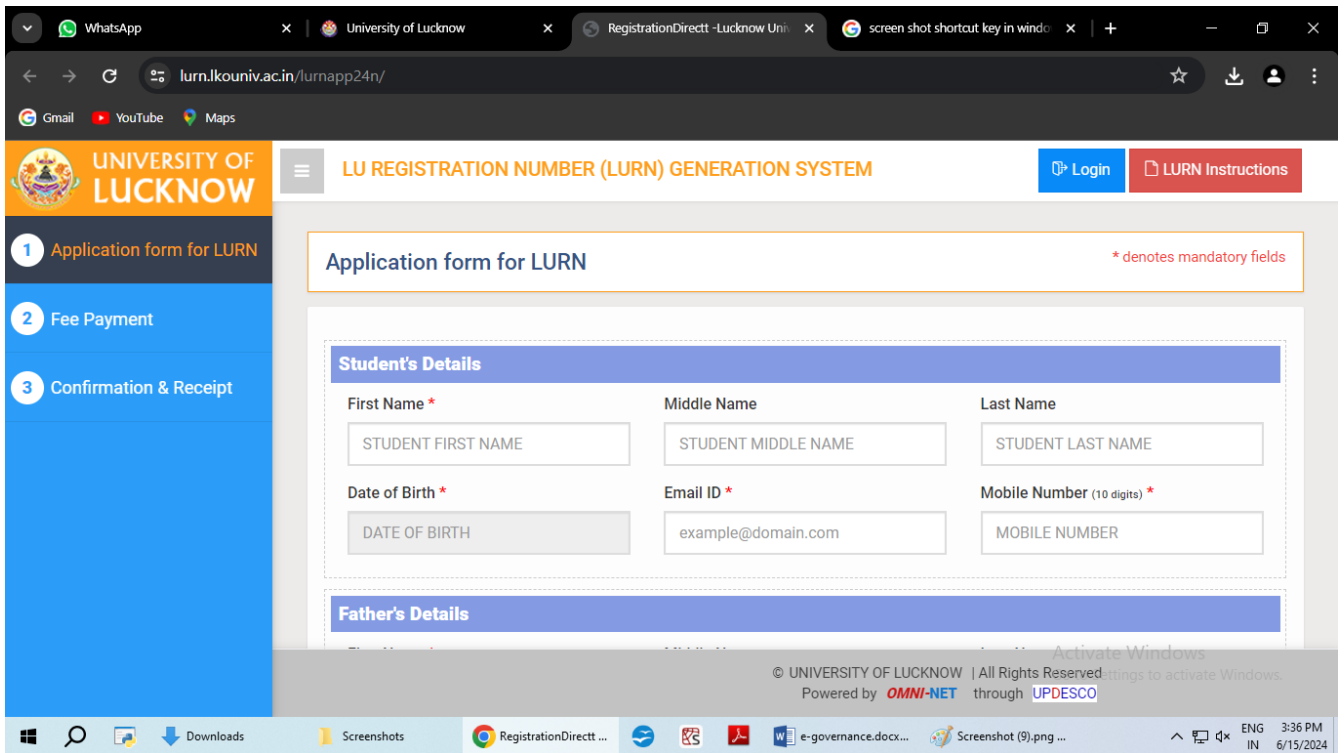 WhatsApp
University of Lucknow
RegistrationDirectt -Lucknow Univ
screen shot shortcut key in windo
lurn.lkouniv.ac.in/lurnapp24n/
Gmail YouTube Maps
UNIVERSITY OF
LUCKNOW
LU REGISTRATION NUMBER (LURN) GENERATION SYSTEM
Login
LURN Instructions
1 Application form for LURN
2 Fee Payment
3 Confirmation & Receipt
Application form for LURN
* denotes mandatory fields
Student's Details
First Name * Middle Name Last Name
STUDENT FIRST NAME STUDENT MIDDLE NAME STUDENT LAST NAME
Date of Birth * Email ID * Mobile Number (10 digits) *
DATE OF BIRTH example@domain.com MOBILE NUMBER
Father's Details
Activate Windows
© UNIVERSITY OF LUCKNOW | All Rights Reserved
ettings to activate Windows.
Powered by OMNI-NET through UPDESCO
Downloads Screenshots RegistrationDirectt ... e-governance.docx... Screenshot (9).png ...
ENG 3:36 PM
IN 6/15/2024